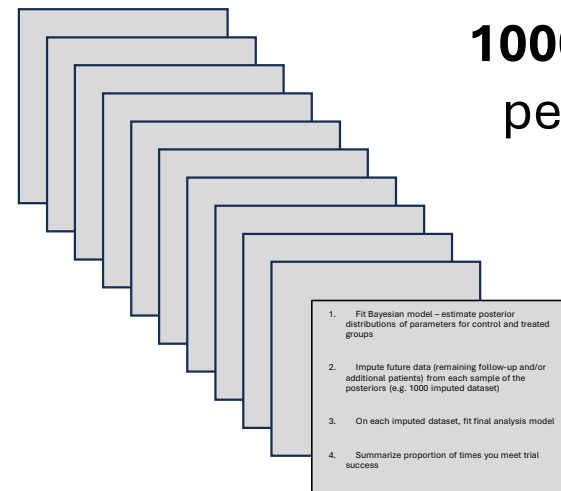 1000
pe
1. Fit Bayesian model – estimate posterior
distributions of parameters for control and treated
groups
2. Impute future data (remaining follow-up and/or
additional patients) from each sample of the
posteriors (e.g. 1000 imputed dataset)
3. On each imputed dataset, fit final analysis model
4. Summarize proportion of times you meet trial
success